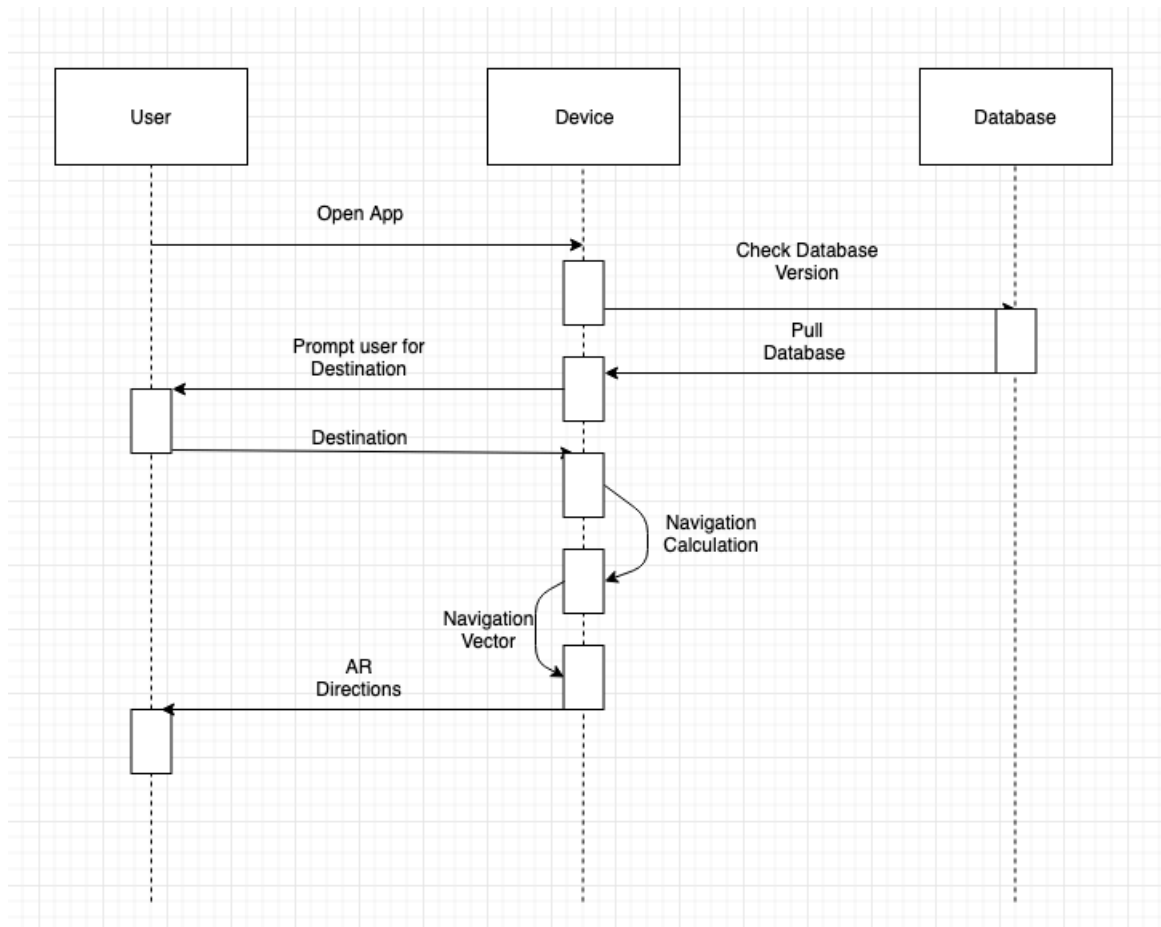 User
Device
Database
Open App
Check Database
Version
Pull
Database
Prompt user for
Destination
Destination
Navigation
Calculation
Navigation
Vector
AR
Directions